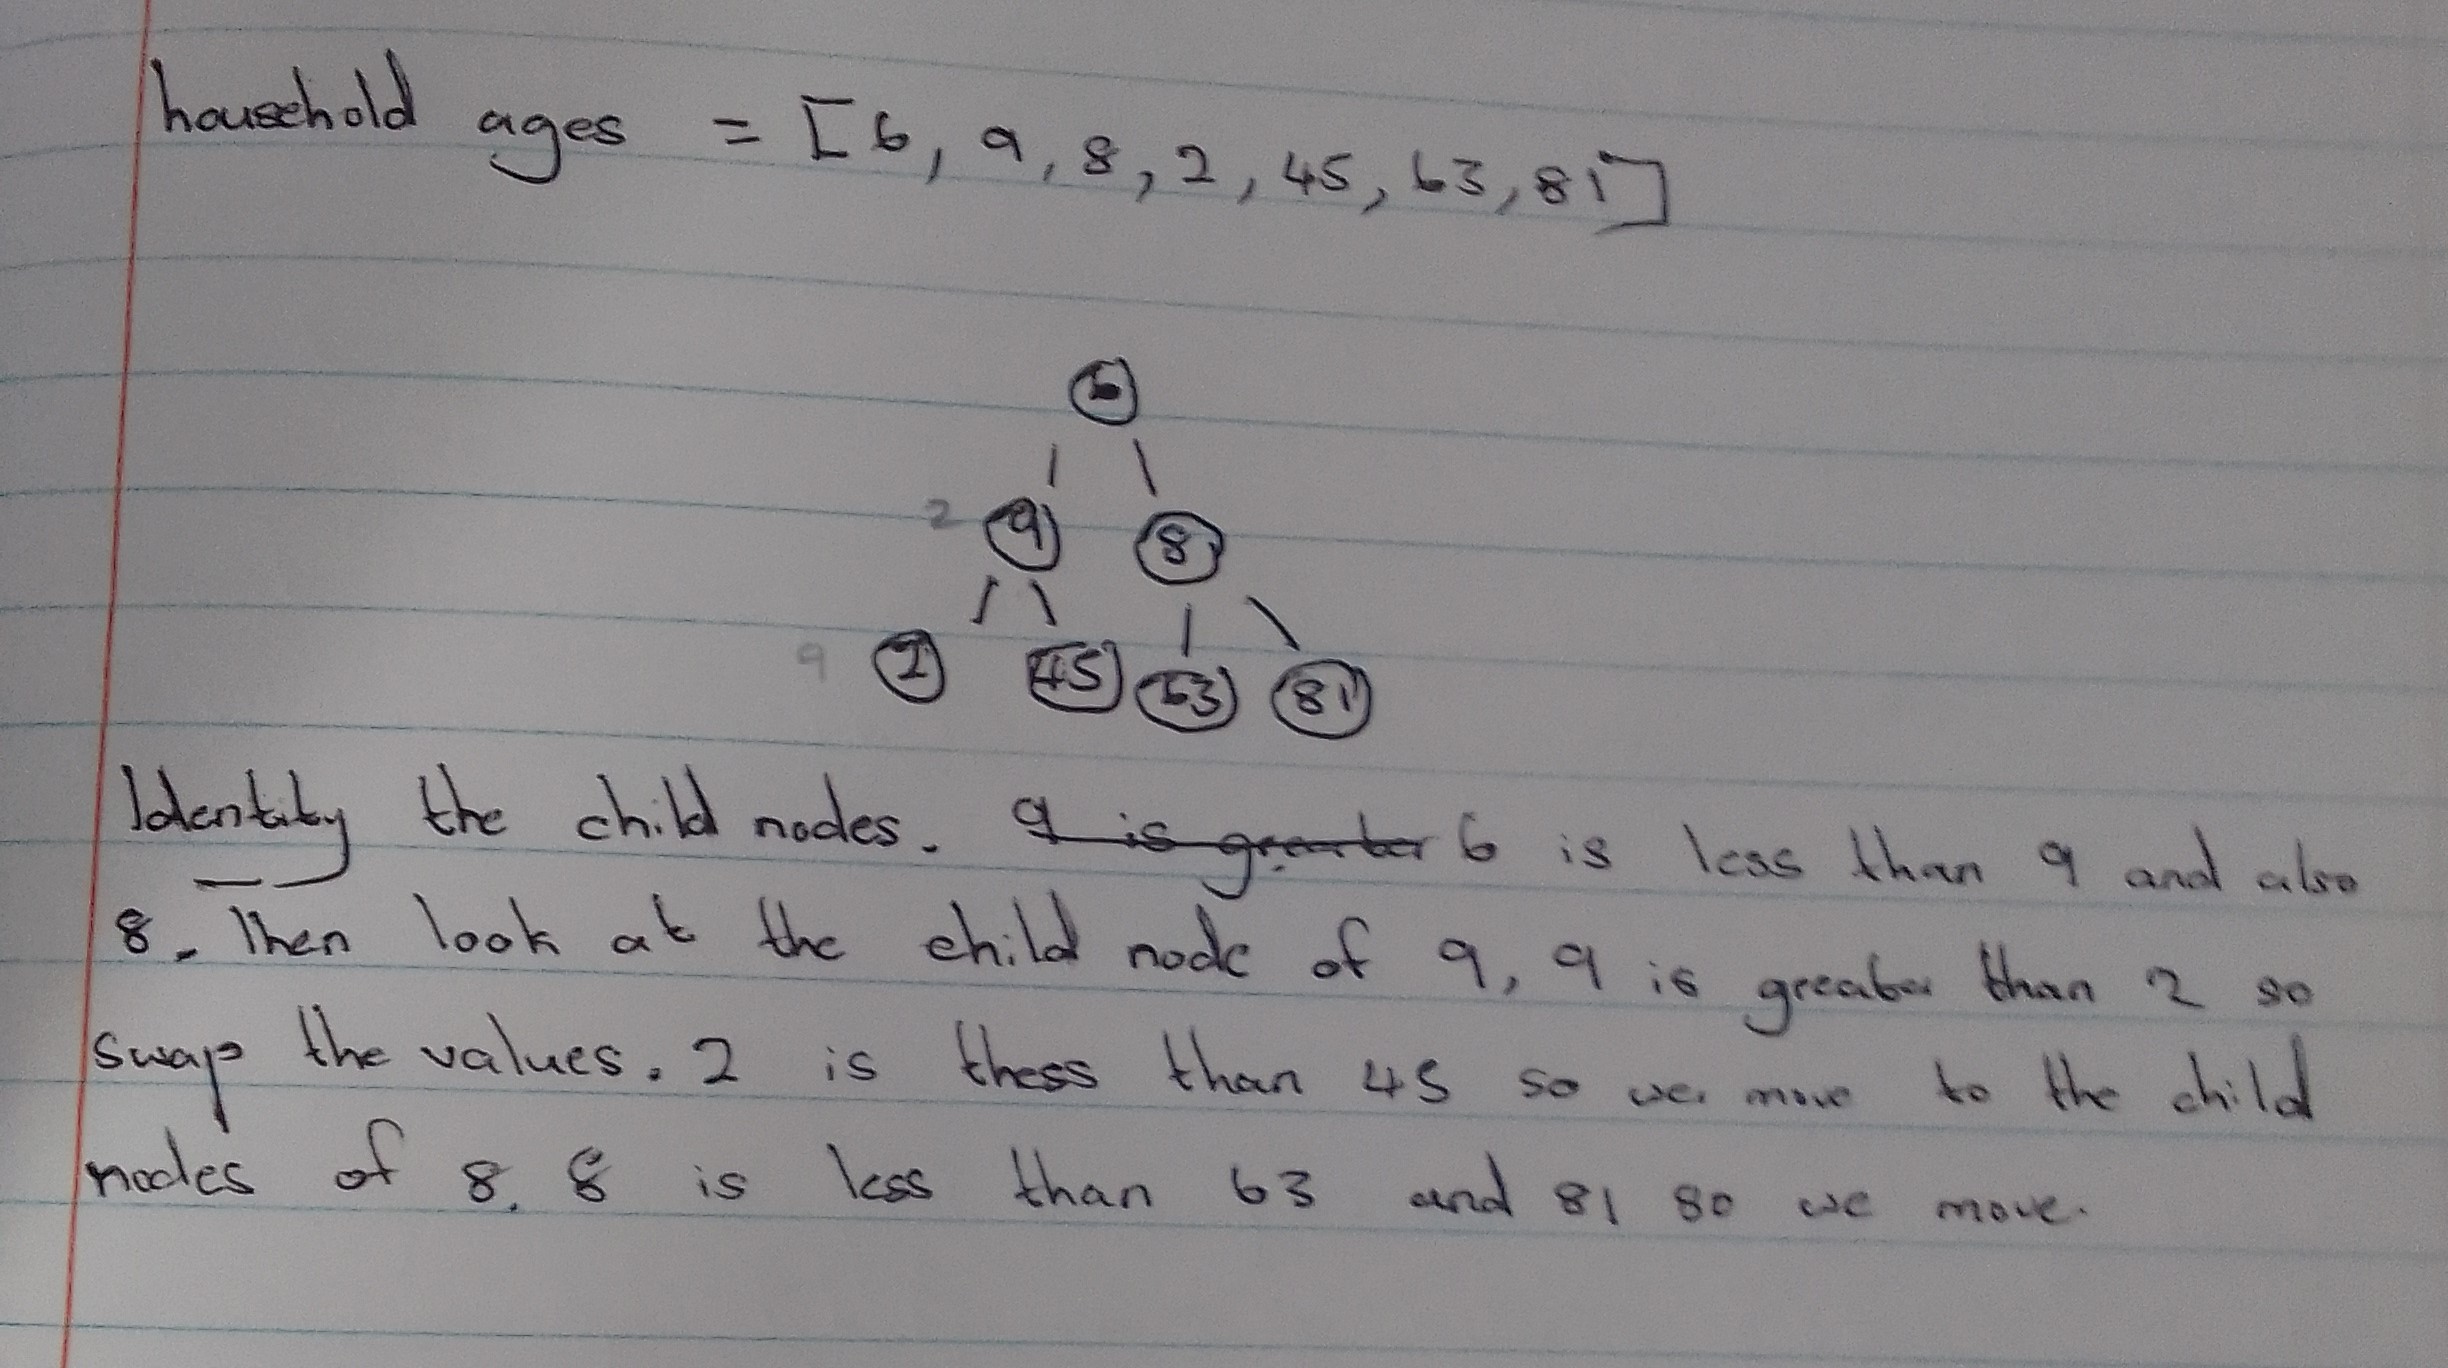 household ages = [6, 9, 8, 2, 45, 63, 81]
6
2 9 8
9 2 45 63 81
Identity the child nodes. 9 is greater 6 is less than 9 and also
8. Then look at the child node of 9, 9 is greater than 2 so
swap the values. 2 is thess than 45 so we move to the child
nodes of 8. 8 is less than 63 and 81 so we move.